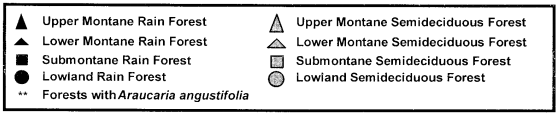 Upper Montane Rain Forest
Lower Montane Rain Forest
Submontane Rain Forest
Lowland Rain Forest
** Forests with Araucaria angustifolia
Upper Montane Semideciduous Forest
Lower Montane Semideciduous Forest
Submontane Semideciduous Forest
Lowland Semideciduous Forest